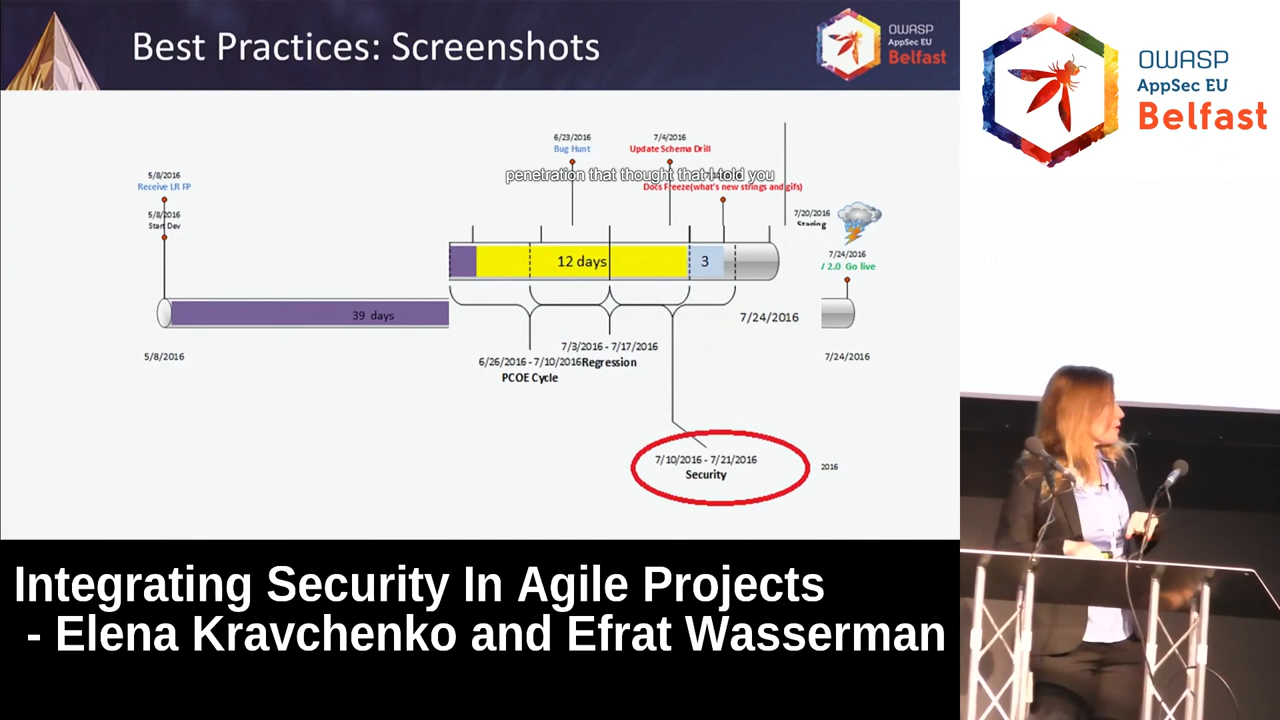 Best Practices: Screenshots
OWASP
AppSec EU
Belfast
OWASP
AppSec EU
Belfast
6/23/2016
Bug Hunt
7/4/2016
Update Schema Drill
penetration that thought that I told you
Docs Freeze(what's new strings and gifs)
5/8/2016
Receive LR FP
5/8/2016
Start Dev
7/20/2016
Staging
7/24/2016
2.0 Go live
12 days
3
39 days
7/24/2016
5/8/2016
7/24/2016
7/3/2016 - 7/17/2016
Regression
6/26/2016 - 7/10/2016
PCOE Cycle
7/10/2016 - 7/21/2016
Security
2016
Integrating Security In Agile Projects
- Elena Kravchenko and Efrat Wasserman